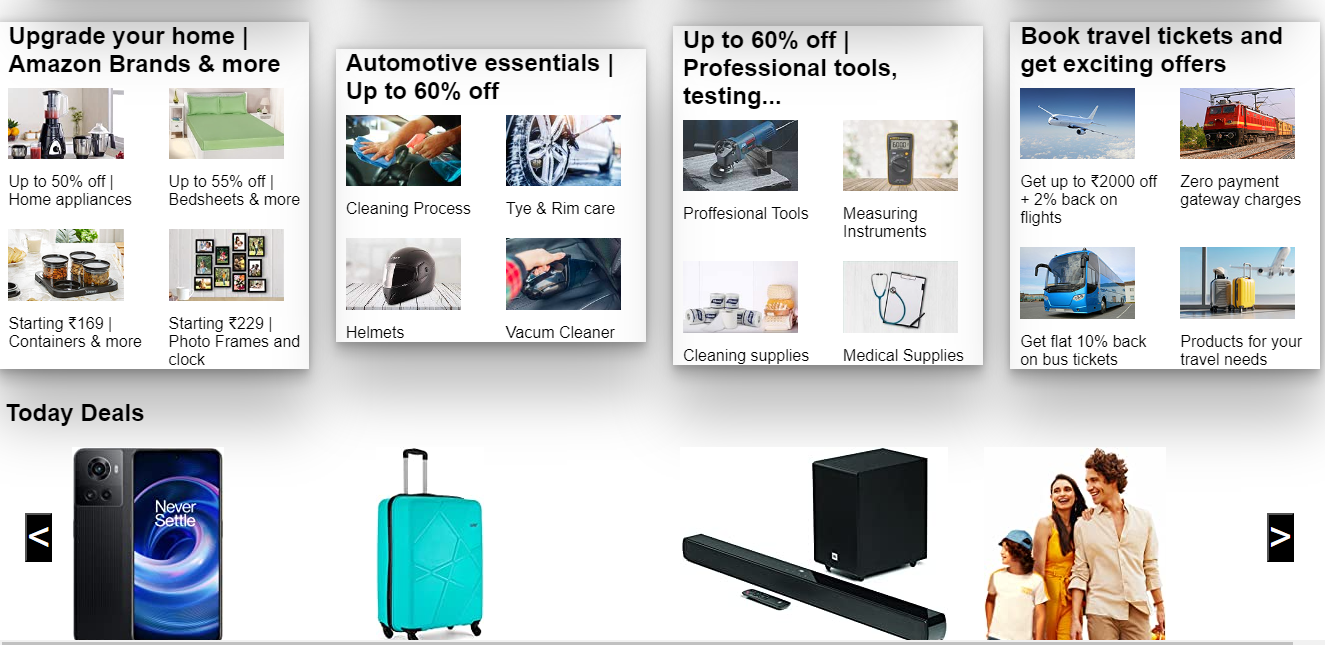 Upgrade your home |
Amazon Brands & more
Up to 50% off |
Home appliances
Up to 55% off |
Bedsheets & more
Starting ₹169 |
Containers & more
Starting ₹229 |
Photo Frames and
clock
Automotive essentials |
Up to 60% off
Cleaning Process
Tye & Rim care
Helmets
Vacum Cleaner
Up to 60% off |
Professional tools,
testing...
Proffesional Tools
Measuring
Instruments
Cleaning supplies
Medical Supplies
Book travel tickets and
get exciting offers
Get up to ₹2000 off
+ 2% back on
flights
Zero payment
gateway charges
Get flat 10% back
on bus tickets
Products for your
travel needs
Today Deals
<
Never
Settle
>